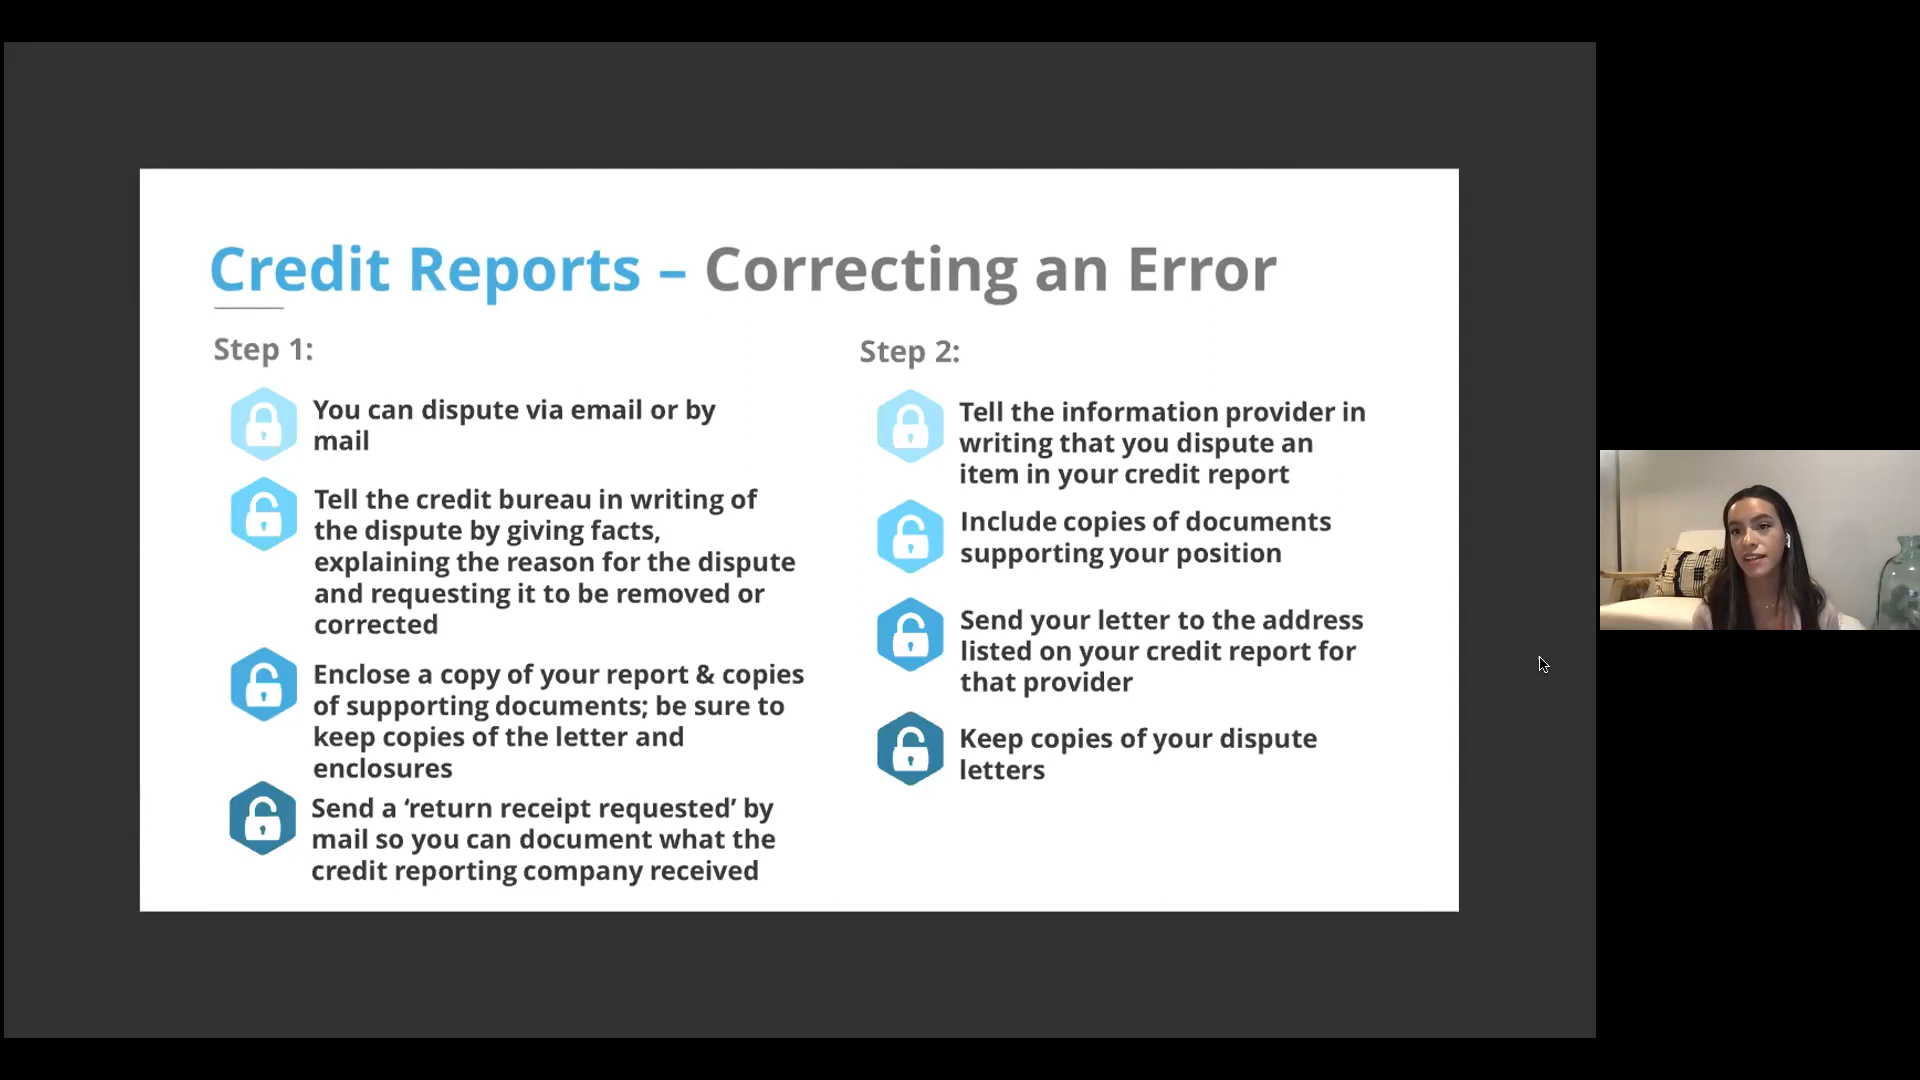 Credit Reports – Correcting an Error
Step 1:
You can dispute via email or by
mail
Tell the credit bureau in writing of
the dispute by giving facts,
explaining the reason for the dispute
and requesting it to be removed or
corrected
Enclose a copy of your report & copies
of supporting documents; be sure to
keep copies of the letter and
enclosures
Send a ‘return receipt requested’ by
mail so you can document what the
credit reporting company received
Step 2:
Tell the information provider in
writing that you dispute an
item in your credit report
Include copies of documents
supporting your position
Send your letter to the address
listed on your credit report for
that provider
Keep copies of your dispute
letters